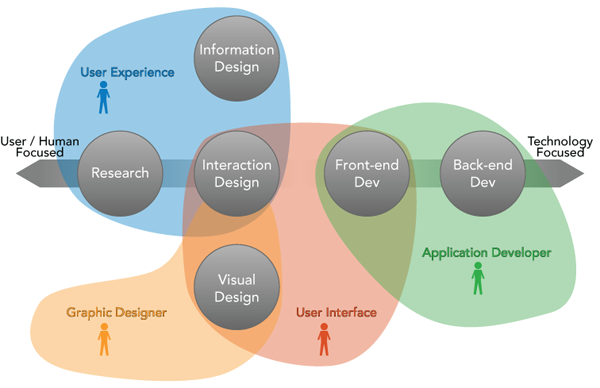 Information
Design
User Experience
User / Human
Focused
Technology
Focused
Research
Interaction
Design
Front-end
Dev
Back-end
Dev
Application Developer
Visual
Design
Graphic Designer
User Interface